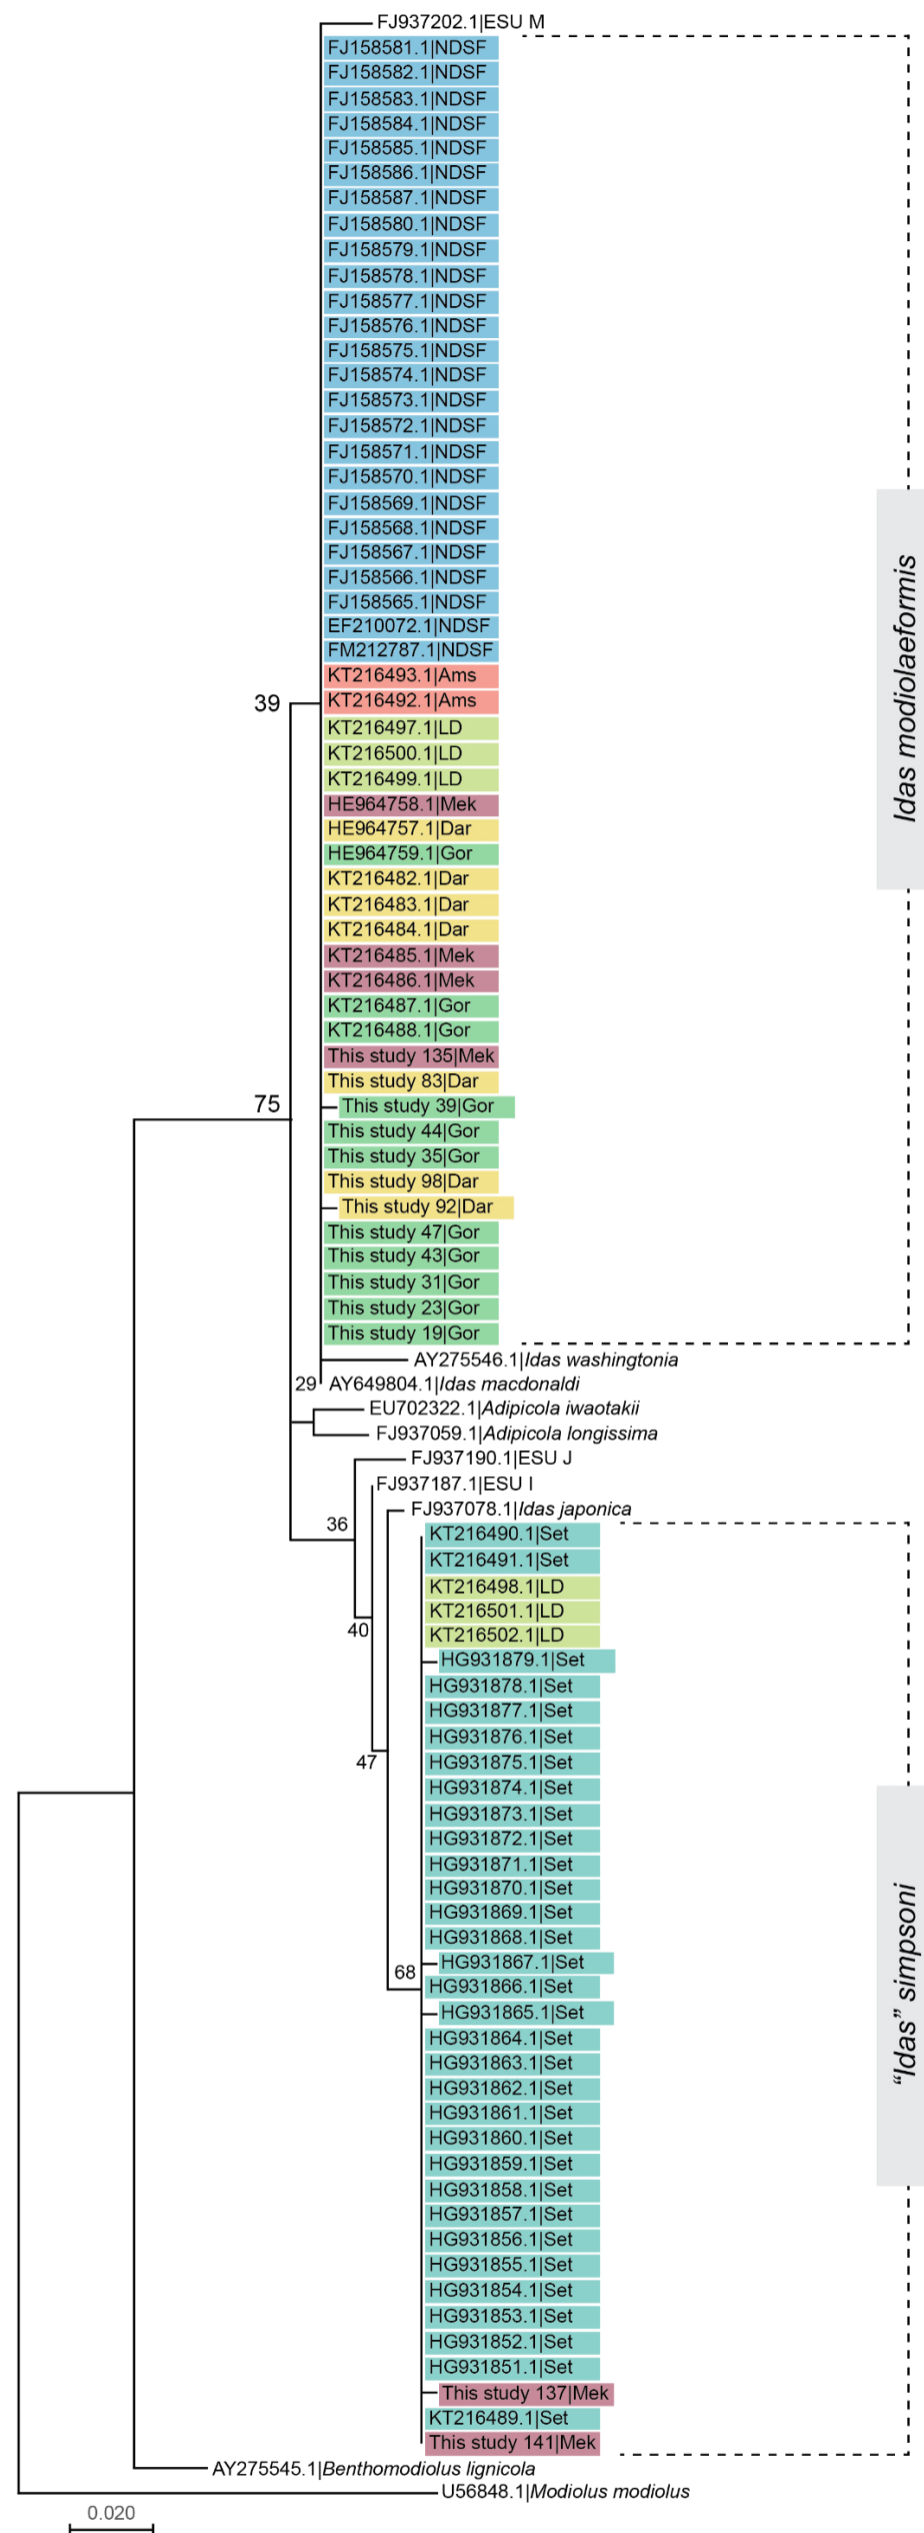 FJ937202.1|ESU M
FJ158581.1|NDSF
FJ158582.1|NDSF
FJ158583.1|NDSF
FJ158584.1|NDSF
FJ158585.1|NDSF
FJ158586.1|NDSF
FJ158587.1|NDSF
FJ158580.1|NDSF
FJ158579.1|NDSF
FJ158578.1|NDSF
FJ158577.1|NDSF
FJ158576.1|NDSF
FJ158575.1|NDSF
FJ158574.1|NDSF
FJ158573.1|NDSF
FJ158572.1|NDSF
FJ158571.1|NDSF
FJ158570.1|NDSF
FJ158569.1|NDSF
FJ158568.1|NDSF
FJ158567.1|NDSF
FJ158566.1|NDSF
FJ158565.1|NDSF
EF210072.1|NDSF
FM212787.1|NDSF
KT216493.1|Ams
KT216492.1|Ams
39
KT216497.1|LD
KT216500.1|LD
KT216499.1|LD
Idas modiolaeformis
HE964758.1|Mek
HE964757.1|Dar
HE964759.1|Gor
KT216482.1|Dar
KT216483.1|Dar
KT216484.1|Dar
KT216485.1|Mek
KT216486.1|Mek
KT216487.1|Gor
KT216488.1|Gor
This study 135|Mek
This study 83|Dar
75
This study 39|Gor
This study 44|Gor
This study 35|Gor
This study 98|Dar
This study 92|Dar
This study 47|Gor
This study 43|Gor
This study 31|Gor
This study 23|Gor
This study 19|Gor
AY275546.1|Idas washingtonia
29
AY649804.1|Idas macdonaldi
EU702322.1|Adipicola iwaotakii
FJ937059.1|Adipicola longissima
FJ937190.1|ESU J
FJ937187.1|ESU I
FJ937078.1|Idas japonica
36
KT216490.1|Set
KT216491.1|Set
KT216498.1|LD
KT216501.1|LD
40
KT216502.1|LD
HG931879.1|Set
HG931878.1|Set
HG931877.1|Set
HG931876.1|Set
47
HG931875.1|Set
HG931874.1|Set
HG931873.1|Set
HG931872.1|Set
HG931871.1|Set
HG931870.1|Set
HG931869.1|Set
HG931868.1|Set
68
HG931867.1|Set
HG931866.1|Set
"Idas" simpsoni
HG931865.1|Set
HG931864.1|Set
HG931863.1|Set
HG931862.1|Set
HG931861.1|Set
HG931860.1|Set
HG931859.1|Set
HG931858.1|Set
HG931857.1|Set
HG931856.1|Set
HG931855.1|Set
HG931854.1|Set
HG931853.1|Set
HG931852.1|Set
HG931851.1|Set
This study 137|Mek
KT216489.1|Set
This study 141|Mek
AY275545.1|Benthomodiolus lignicola
U56848.1|Modiolus modiolus
0.020